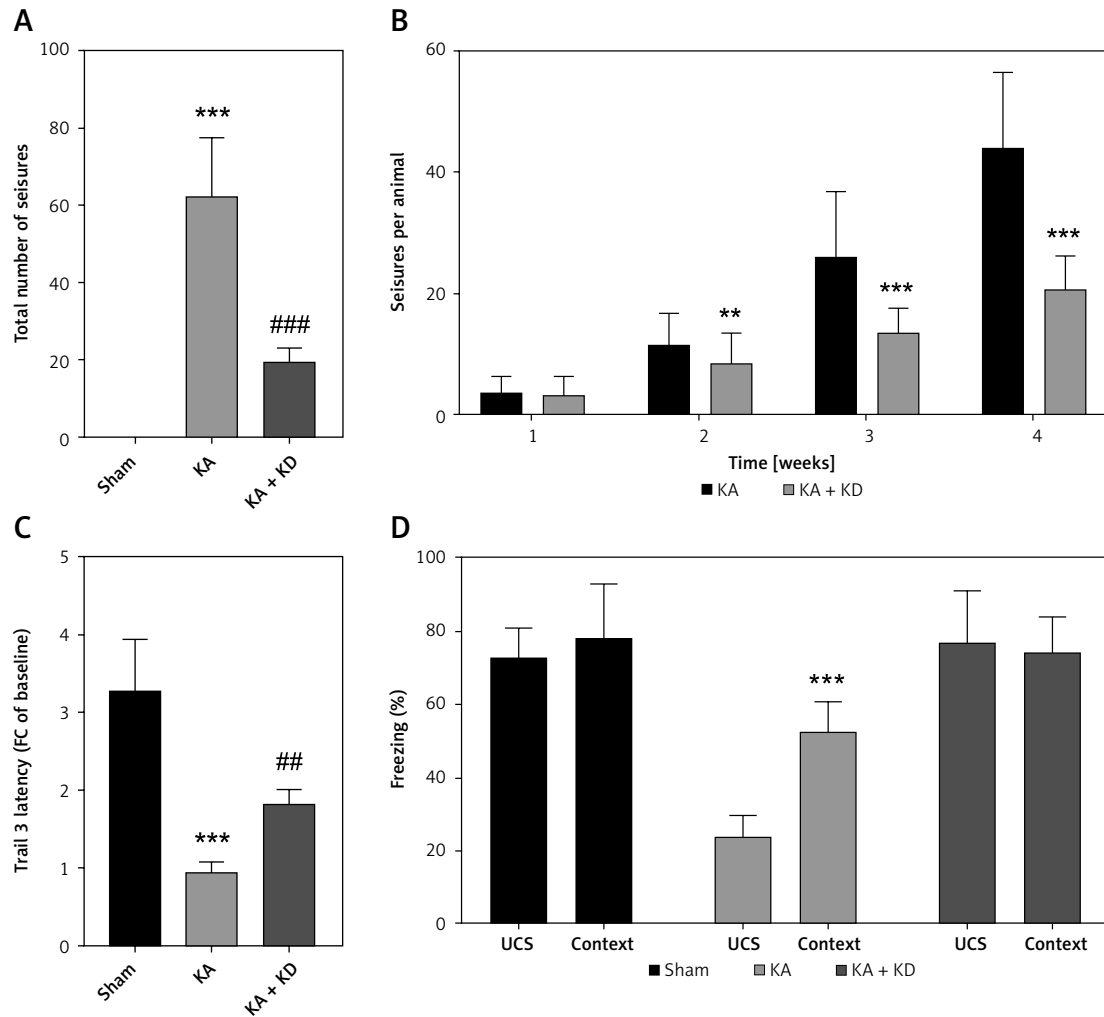 A
Total number of seisures
100
80
60
40
20
0
***
###
Sham
KA
KA + KD
B
Seisures per animal
60
40
20
0
**
***
***
1
2
3
4
Time [weeks]
KA
KA + KD
C
Trail 3 latency (FC of baseline)
5
4
3
2
1
0
***
##
Sham
KA
KA + KD
D
Freezing (%)
100
80
60
40
20
0
***
UCS Context UCS Context UCS Context
Sham KA KA + KD